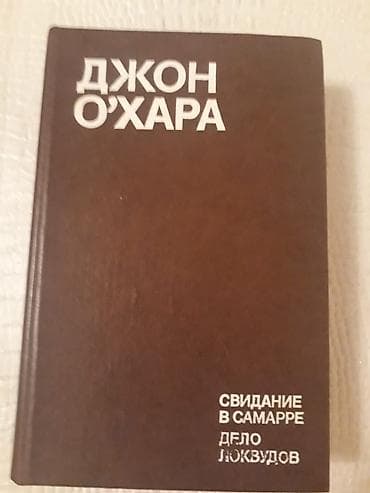 ДЖОН
О'ХАРА
СВИДАНИЕ
В САМАРРЕ
ДЕЛО
ЛОКВУДОВ